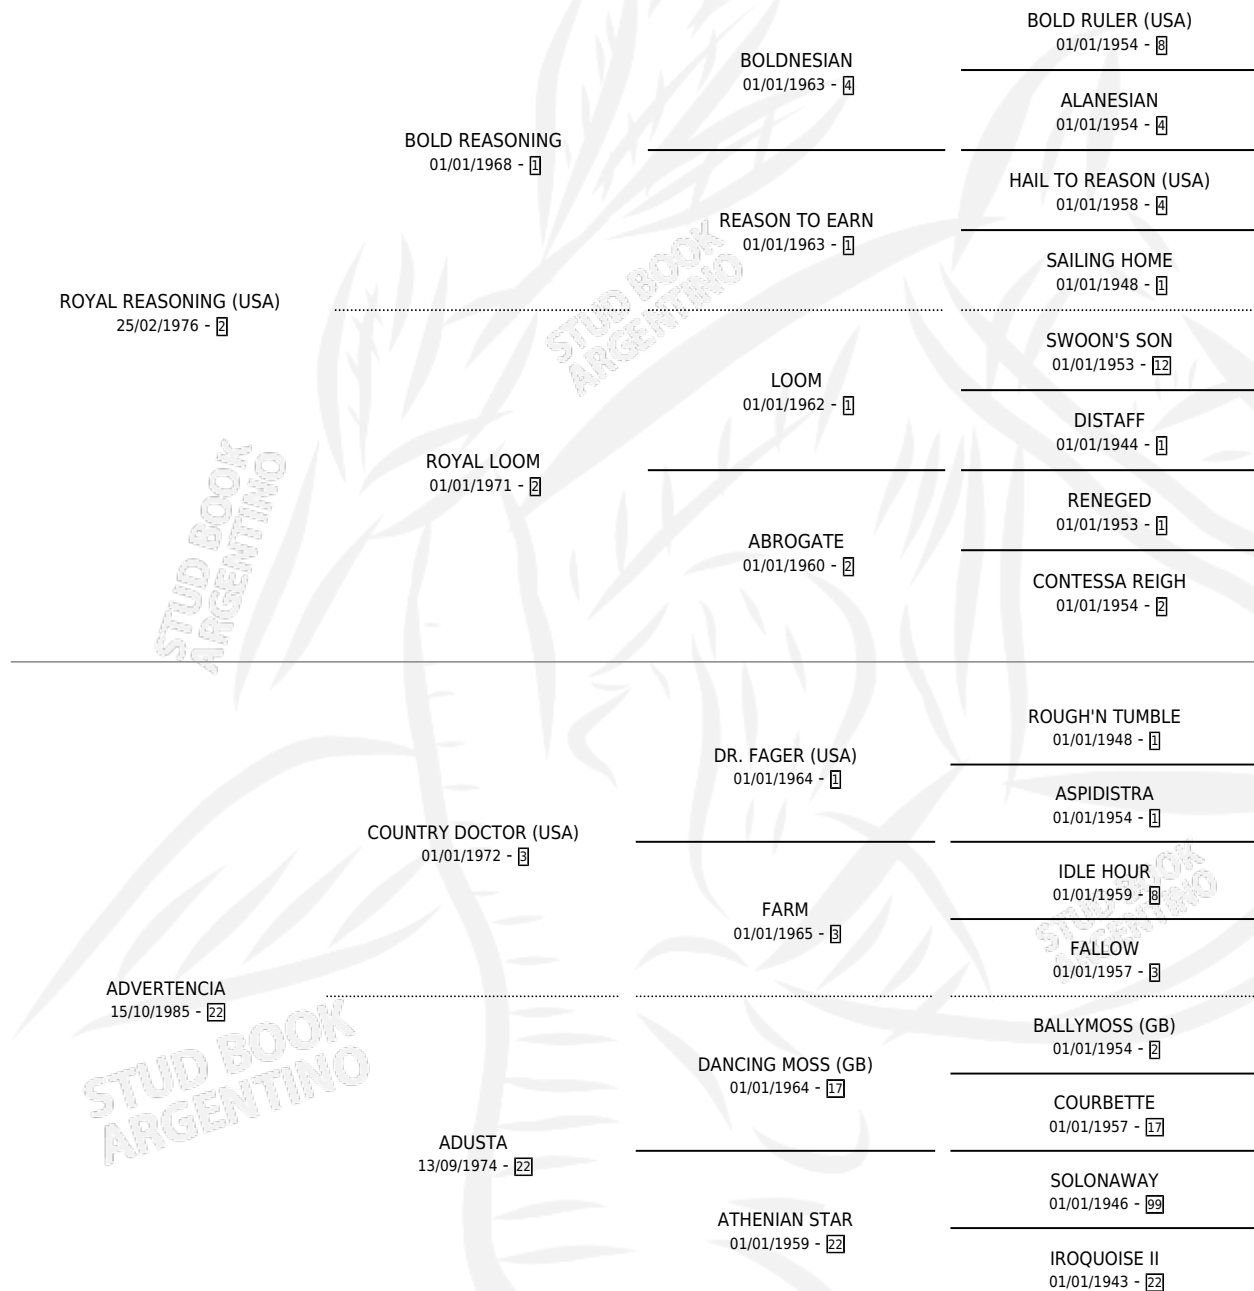 BOLD RULER (USA)
01/01/1954 - 8
BOLDNESIAN
01/01/1963 - 4
ALANESIAN
01/01/1954 - 4
BOLD REASONING
01/01/1968 - 1
HAIL TO REASON (USA)
01/01/1958 - 4
REASON TO EARN
01/01/1963 - 1
SAILING HOME
01/01/1948 - 1
ROYAL REASONING (USA)
25/02/1976 - 2
STUD BOOK
ARGENTINO
SWOON'S SON
01/01/1953 - 12
LOOM
01/01/1962 - 1
DISTAFF
01/01/1944 - 1
ROYAL LOOM
01/01/1971 - 2
RENEGED
01/01/1953 - 1
ABROGATE
01/01/1960 - 2
CONTESSA REIGH
01/01/1954 - 2
STUD BOOK
ARGENTINO
ROUGH'N TUMBLE
01/01/1948 - 1
DR. FAGER (USA)
01/01/1964 - 1
ASPIDISTRA
01/01/1954 - 1
COUNTRY DOCTOR (USA)
01/01/1972 - 3
IDLE HOUR
01/01/1959 - 8
FARM
01/01/1965 - 3
FALLOW
01/01/1957 - 3
STUD BOOK
ARGENTINO
ADVERTENCIA
15/10/1985 - 22
BALLYMOSS (GB)
01/01/1954 - 2
DANCING MOSS (GB)
01/01/1964 - 17
COURBETTE
01/01/1957 - 17
STUD BOOK
ARGENTINO
ADUSTA
13/09/1974 - 22
SOLONAWAY
01/01/1946 - 99
ATHENIAN STAR
01/01/1959 - 22
IROQUOISE II
01/01/1943 - 22